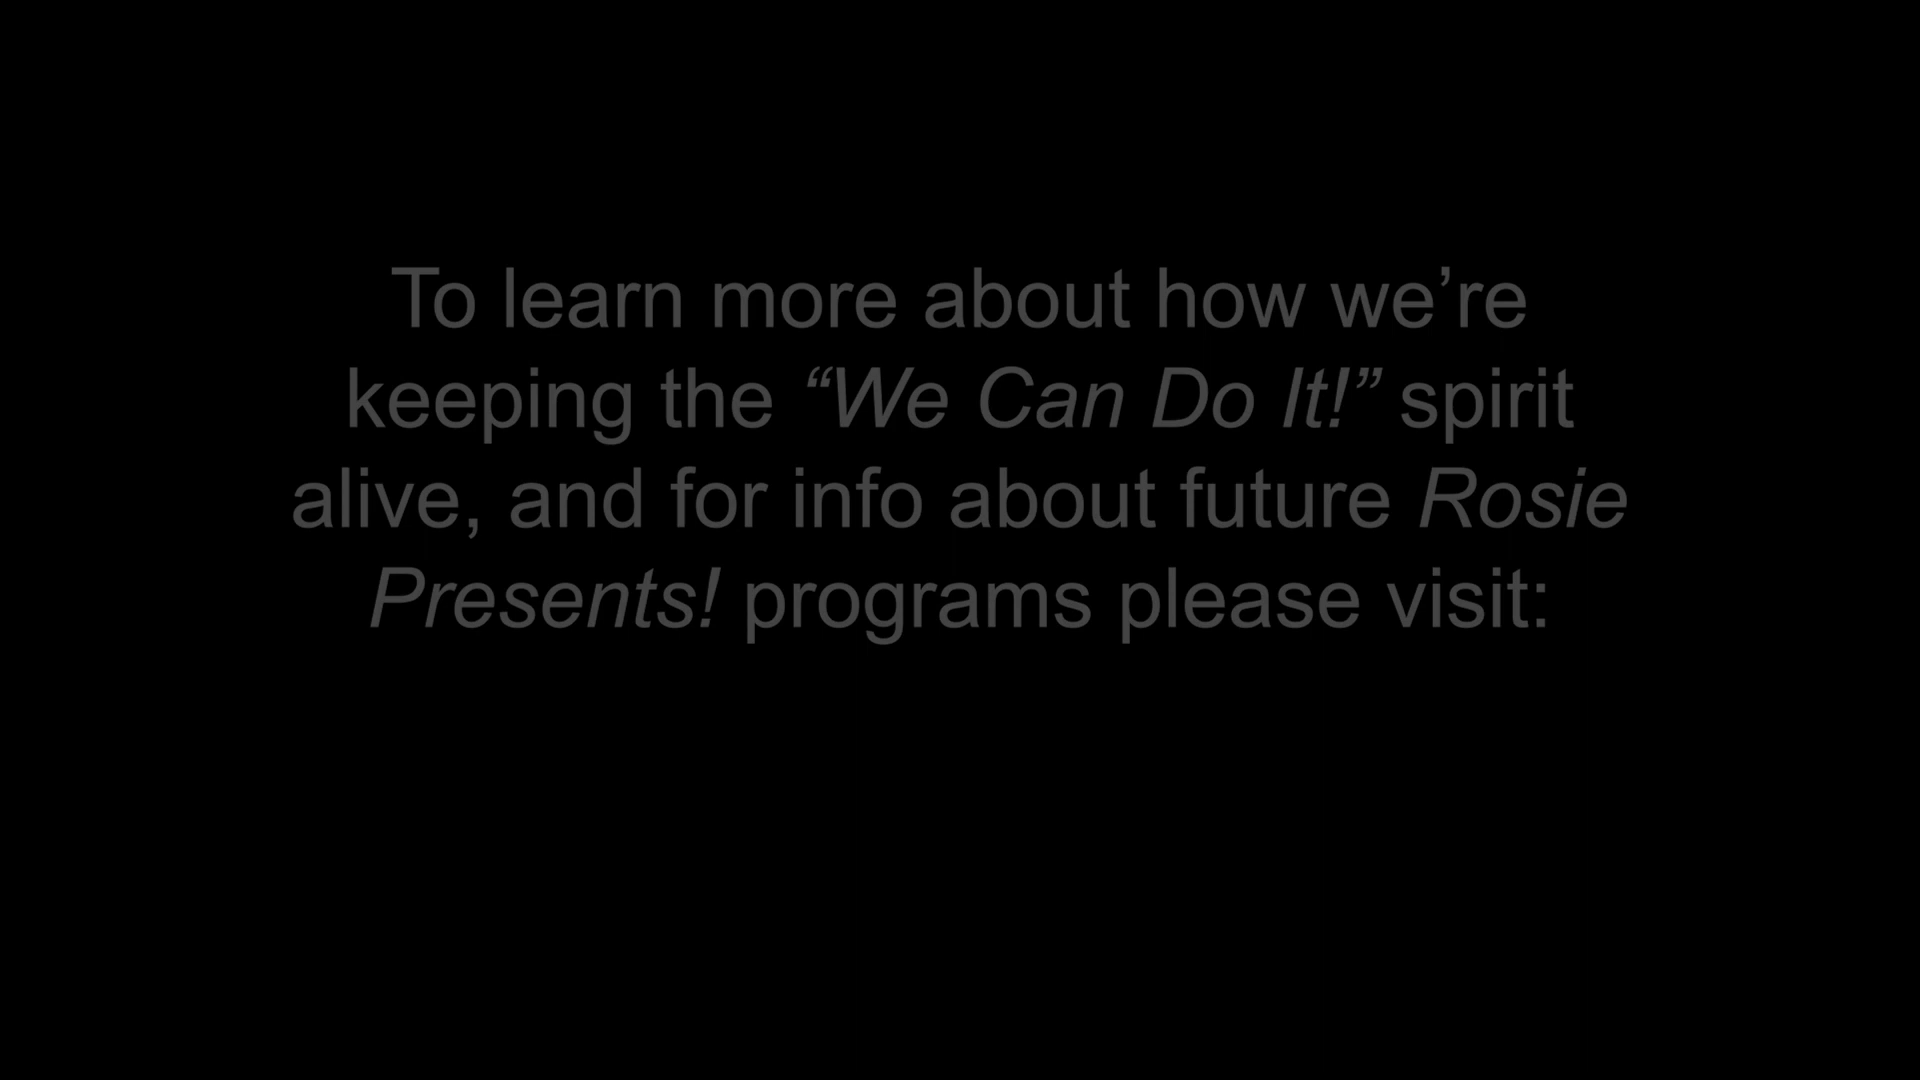 To learn more about how we’re
keeping the “We Can Do It!” spirit
alive, and for info about future Rosie
Presents! programs please visit: